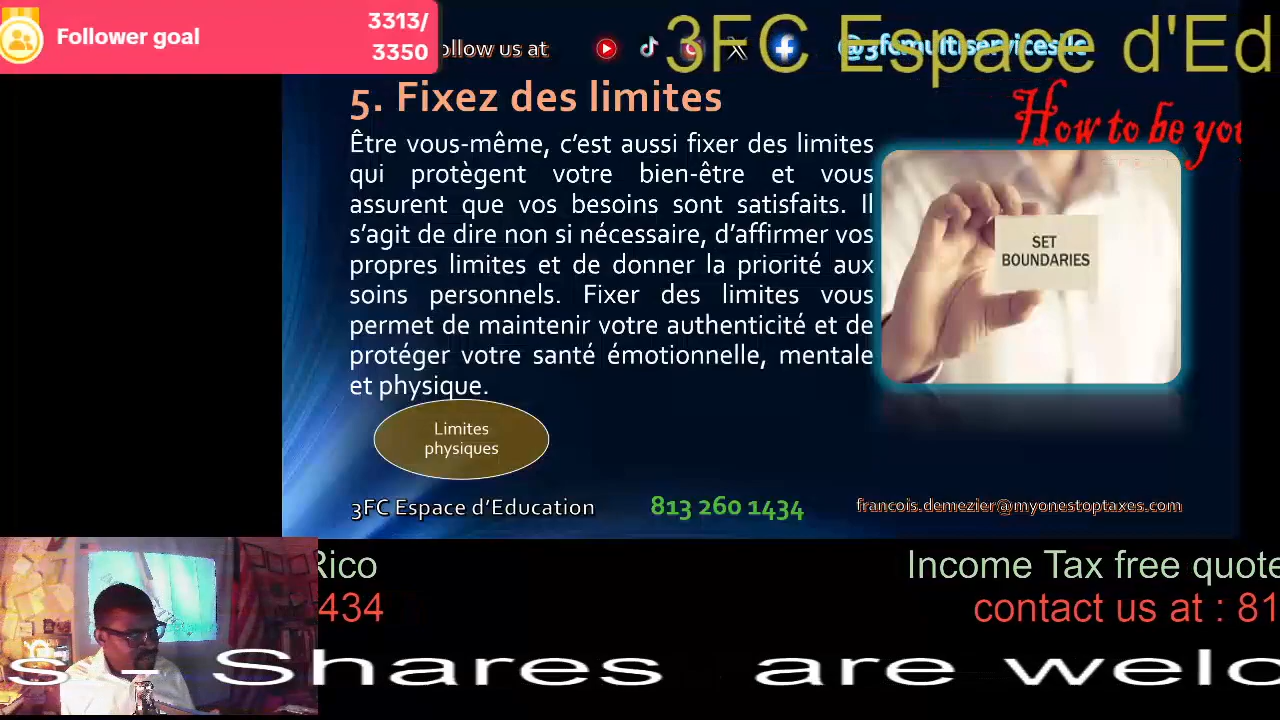 Follower goal
3313/
3350
ollow us at
3FC Espace d'Ed
@3fcmultiservicesllc
5. Fixez des limites
How to be you
Être vous-même, c'est aussi fixer des limites
qui protègent votre bien-être et vous
assurent que vos besoins sont satisfaits. Il
s'agit de dire non si nécessaire, d'affirmer vos
propres limites et de donner la priorité aux
soins personnels. Fixer des limites vous
permet de maintenir votre authenticité et de
protéger votre santé émotionnelle, mentale
et physique.
SET
BOUNDARIES
Limites
physiques
3FC Espace d'Education
813 260 1434
francois.demezier@myonestoptaxes.com
Rico
434
Income Tax free quote
contact us at : 81
s - Shares are welc